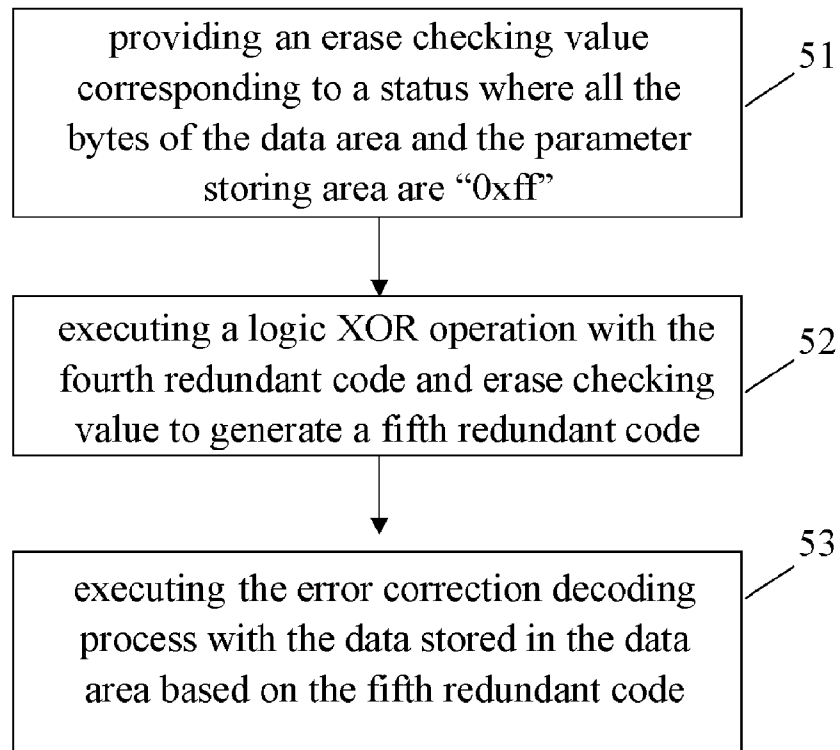 providing an erase checking value
corresponding to a status where all the
bytes of the data area and the parameter
storing area are “0xff”
51
executing a logic XOR operation with the
fourth redundant code and erase checking
value to generate a fifth redundant code
52
executing the error correction decoding
process with the data stored in the data
area based on the fifth redundant code
53